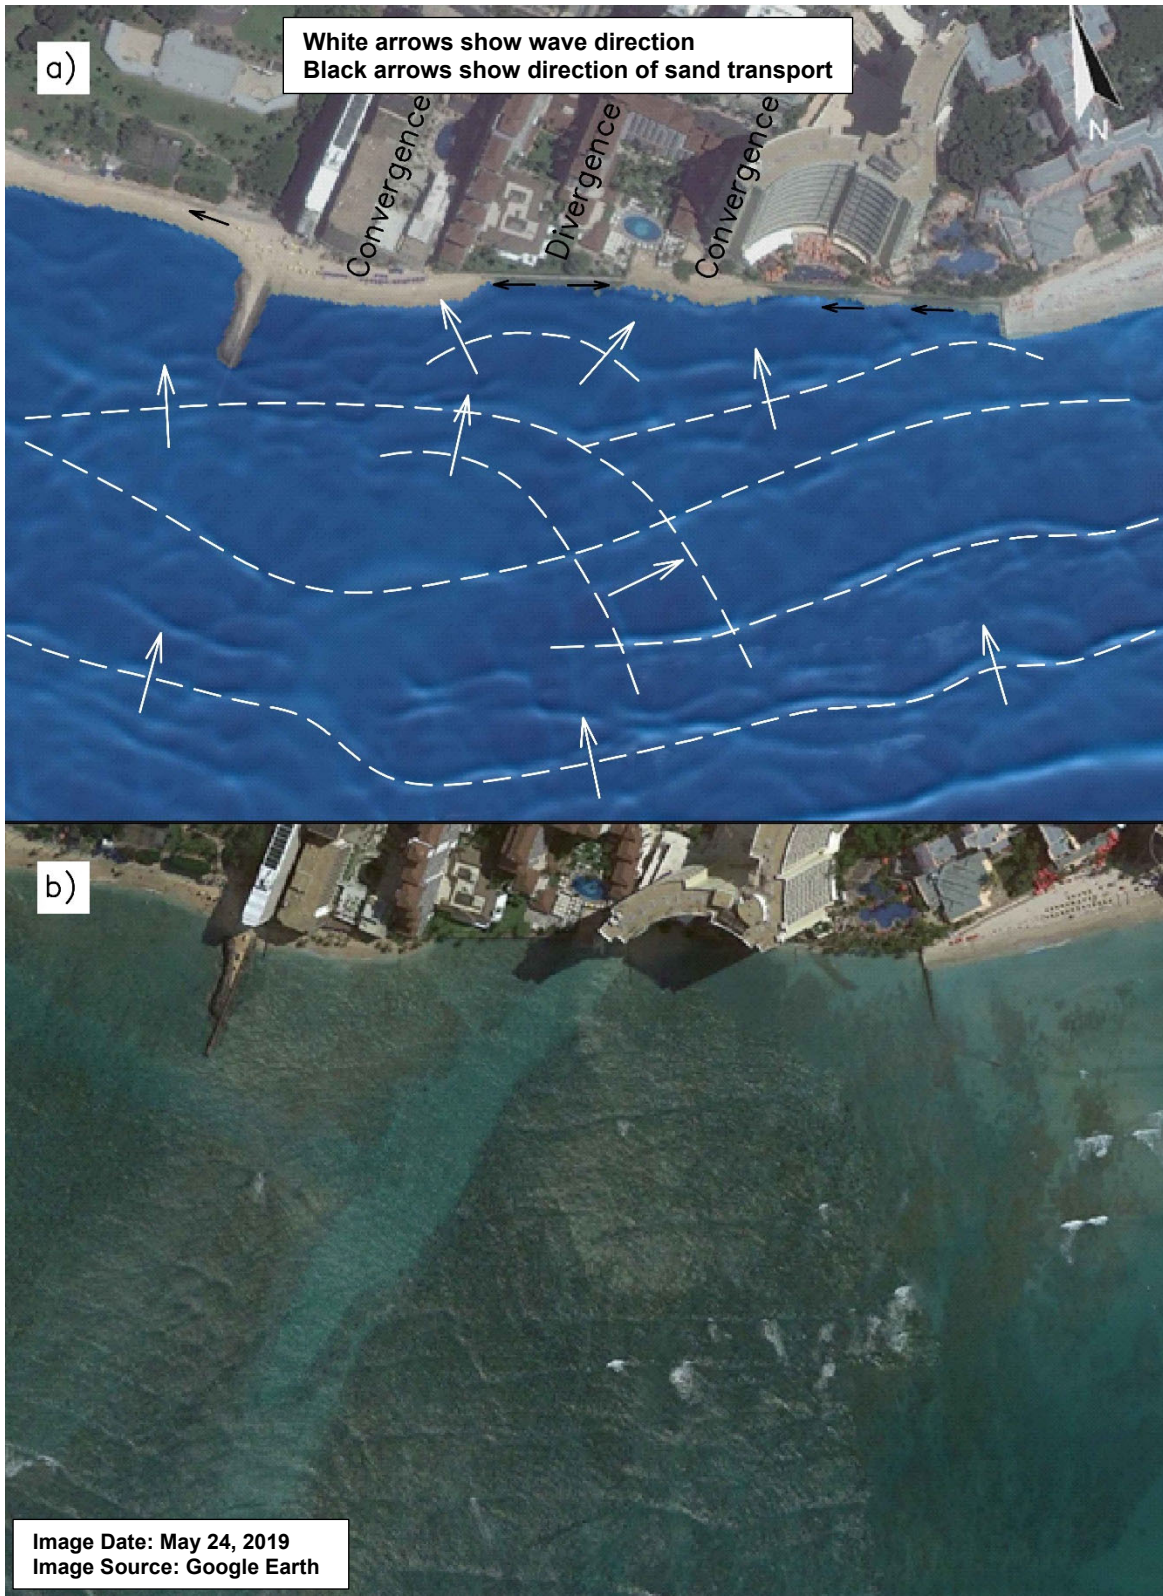 a)
White arrows show wave direction
Black arrows show direction of sand transport
N
Convergence
Divergence
Convergence
b)
Image Date: May 24, 2019
Image Source: Google Earth